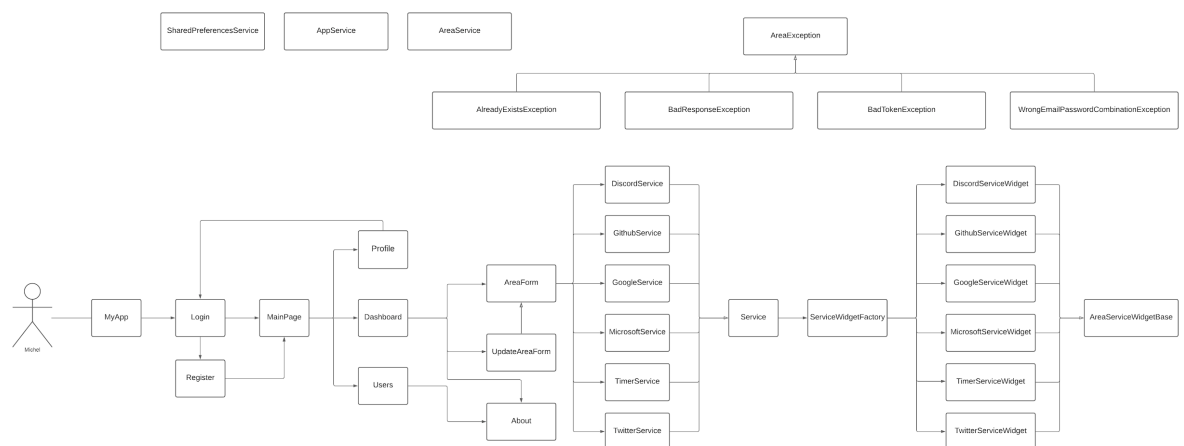 SharedPreferencesService
AppService
AreaService
AreaException
AlreadyExistsException
BadResponseException
BadTokenException
WrongEmailPasswordCombinationException
Michel
MyApp
Login
Register
MainPage
Profile
Dashboard
Users
AreaForm
UpdateAreaForm
About
DiscordService
GithubService
GoogleService
MicrosoftService
TimerService
TwitterService
Service
ServiceWidgetFactory
DiscordServiceWidget
GithubServiceWidget
GoogleServiceWidget
MicrosoftServiceWidget
TimerServiceWidget
TwitterServiceWidget
AreaServiceWidgetBase